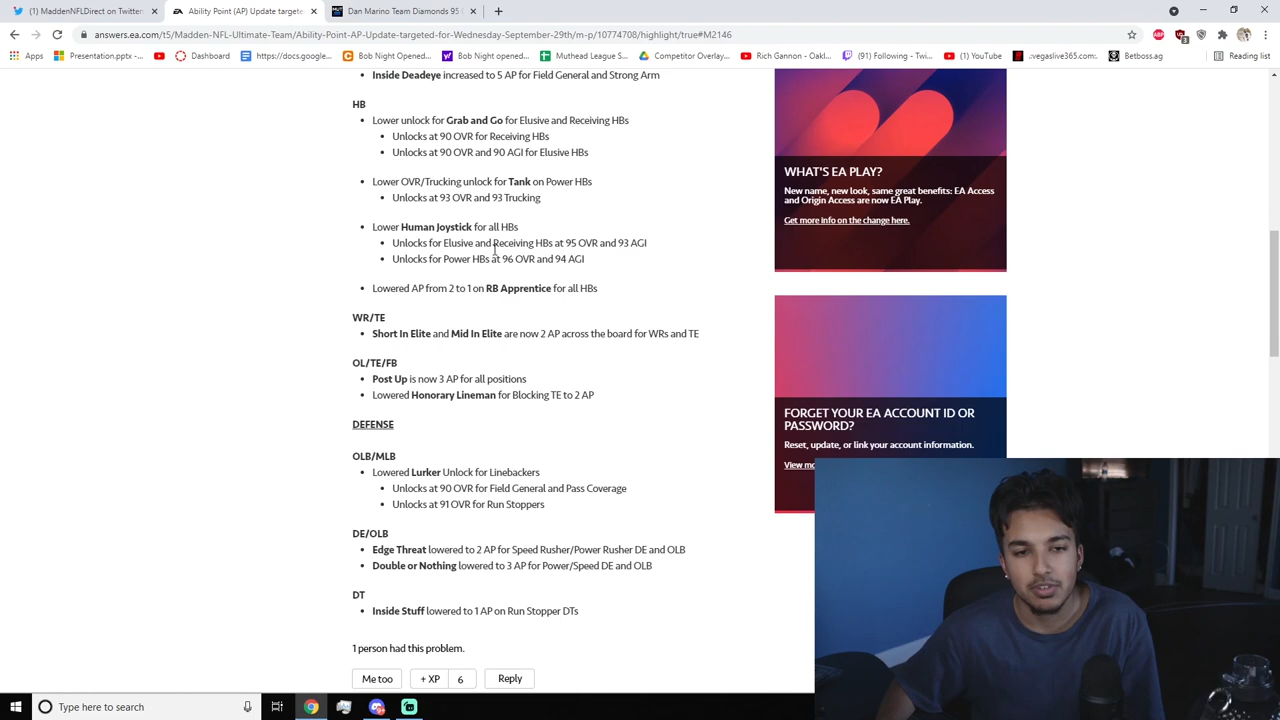 (1) MaddenNFLDirect on Twitter
Ability Point (AP) Update targete
Dan Marino Team Diamonds 95
answers.ea.com/t5/Madden-NFL-Ultimate-Team/Ability-Point-AP-Update-targeted-for-Wednesday-September-29th/m-p/10774708/highlight/true#M2146
Apps
Presentation.pptx -...
Dashboard
https://docs.google...
Bob Night Opened...
Bob Night Opened...
Muthead League S...
Competitor Overlay...
Rich Gannon - Oakl...
(91) Following - Twi...
(1) YouTube
.:vegaslive365.com:.
Betboss.ag
Reading list
Inside Deadeye increased to 5 AP for Field General and Strong Arm
HB
Lower unlock for Grab and Go for Elusive and Receiving HBs
Unlocks at 90 OVR for Receiving HBs
Unlocks at 90 OVR and 90 AGI for Elusive HBs
Lower OVR/Trucking unlock for Tank on Power HBs
Unlocks at 93 OVR and 93 Trucking
Lower Human Joystick for all HBs
Unlocks for Elusive and Receiving HBs at 95 OVR and 93 AGI
Unlocks for Power HBs at 96 OVR and 94 AGI
Lowered AP from 2 to 1 on RB Apprentice for all HBs
WR/TE
Short In Elite and Mid In Elite are now 2 AP across the board for WRs and TE
OL/TE/FB
Post Up is now 3 AP for all positions
Lowered Honorary Lineman for Blocking TE to 2 AP
DEFENSE
OLB/MLB
Lowered Lurker Unlock for Linebackers
Unlocks at 90 OVR for Field General and Pass Coverage
Unlocks at 91 OVR for Run Stoppers
DE/OLB
Edge Threat lowered to 2 AP for Speed Rusher/Power Rusher DE and OLB
Double or Nothing lowered to 3 AP for Power/Speed DE and OLB
DT
Inside Stuff lowered to 1 AP on Run Stopper DTs
1 person had this problem.
Me too
+ XP
6
Reply
WHAT'S EA PLAY?
New name, new look, same great benefits: EA Access
and Origin Access are now EA Play.
Get more info on the change here.
FORGET YOUR EA ACCOUNT ID OR
PASSWORD?
Reset, update, or link your account information.
View mo
Type here to search